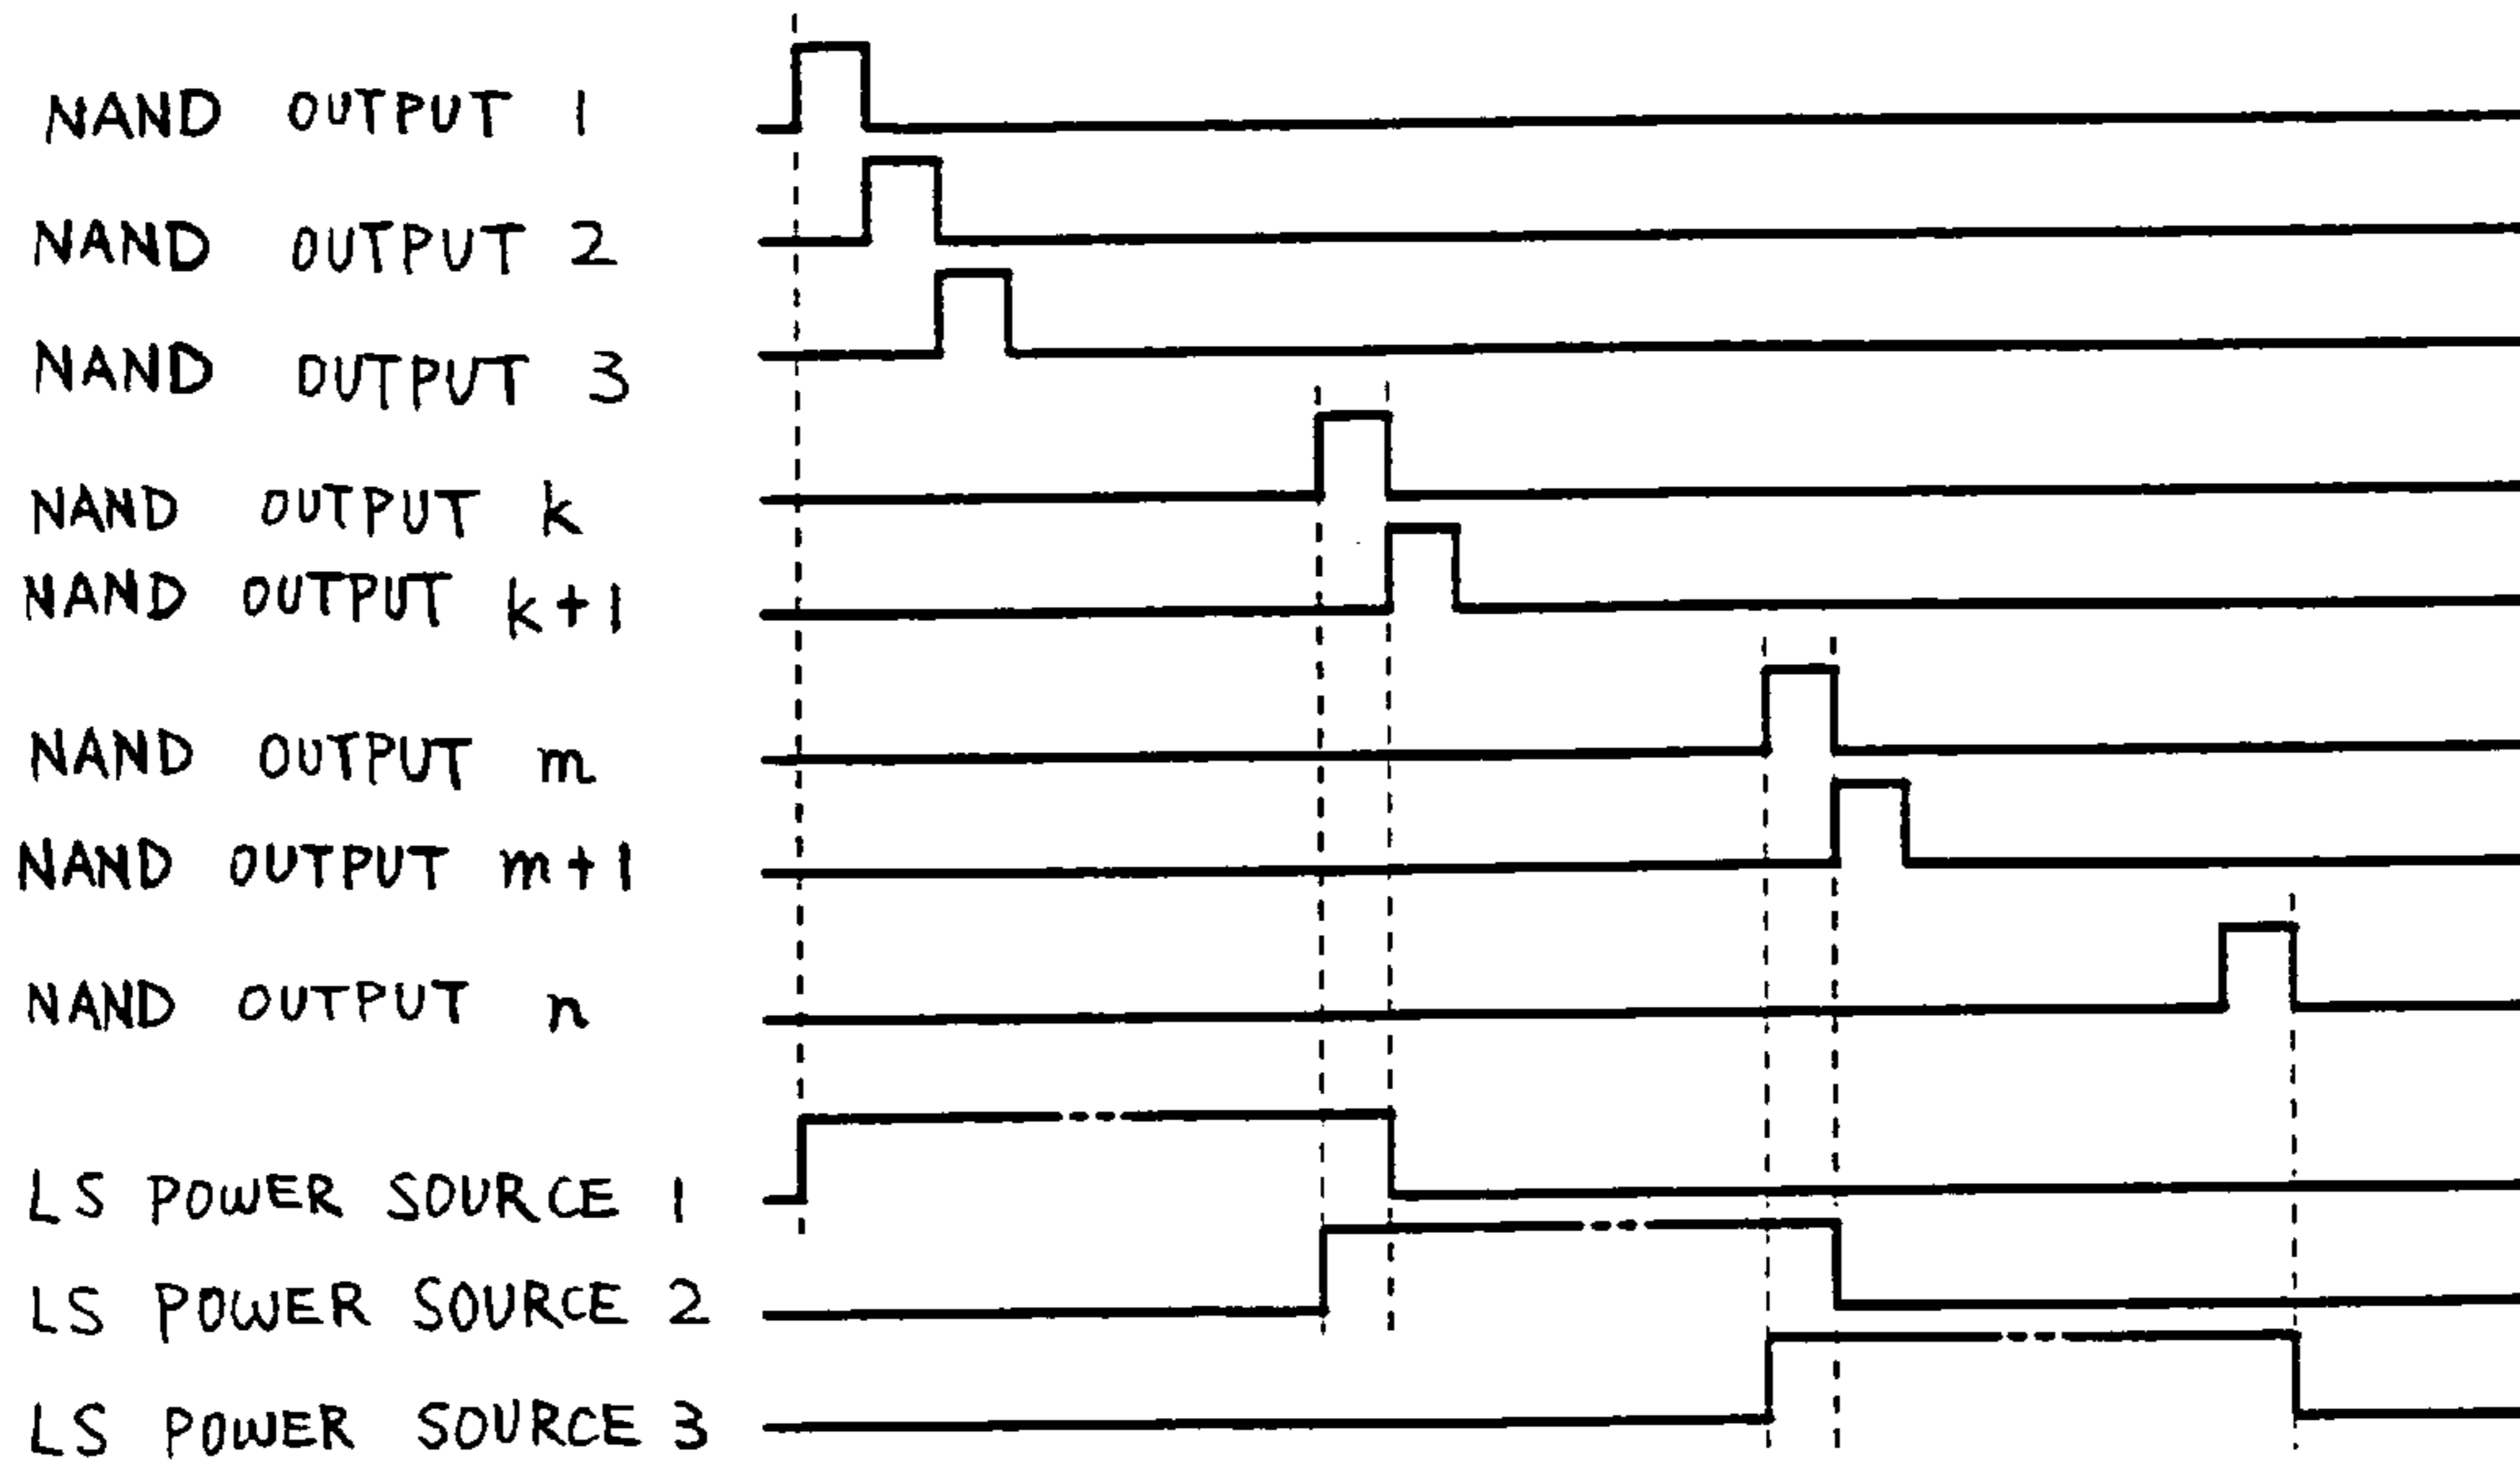 NAND OUTPUT 1
NAND OUTPUT 2
NAND OUTPUT 3
NAND OUTPUT k
NAND OUTPUT k+1
NAND OUTPUT m
NAND OUTPUT m+1
NAND OUTPUT n
LS POWER SOURCE 1
LS POWER SOURCE 2
LS POWER SOURCE 3